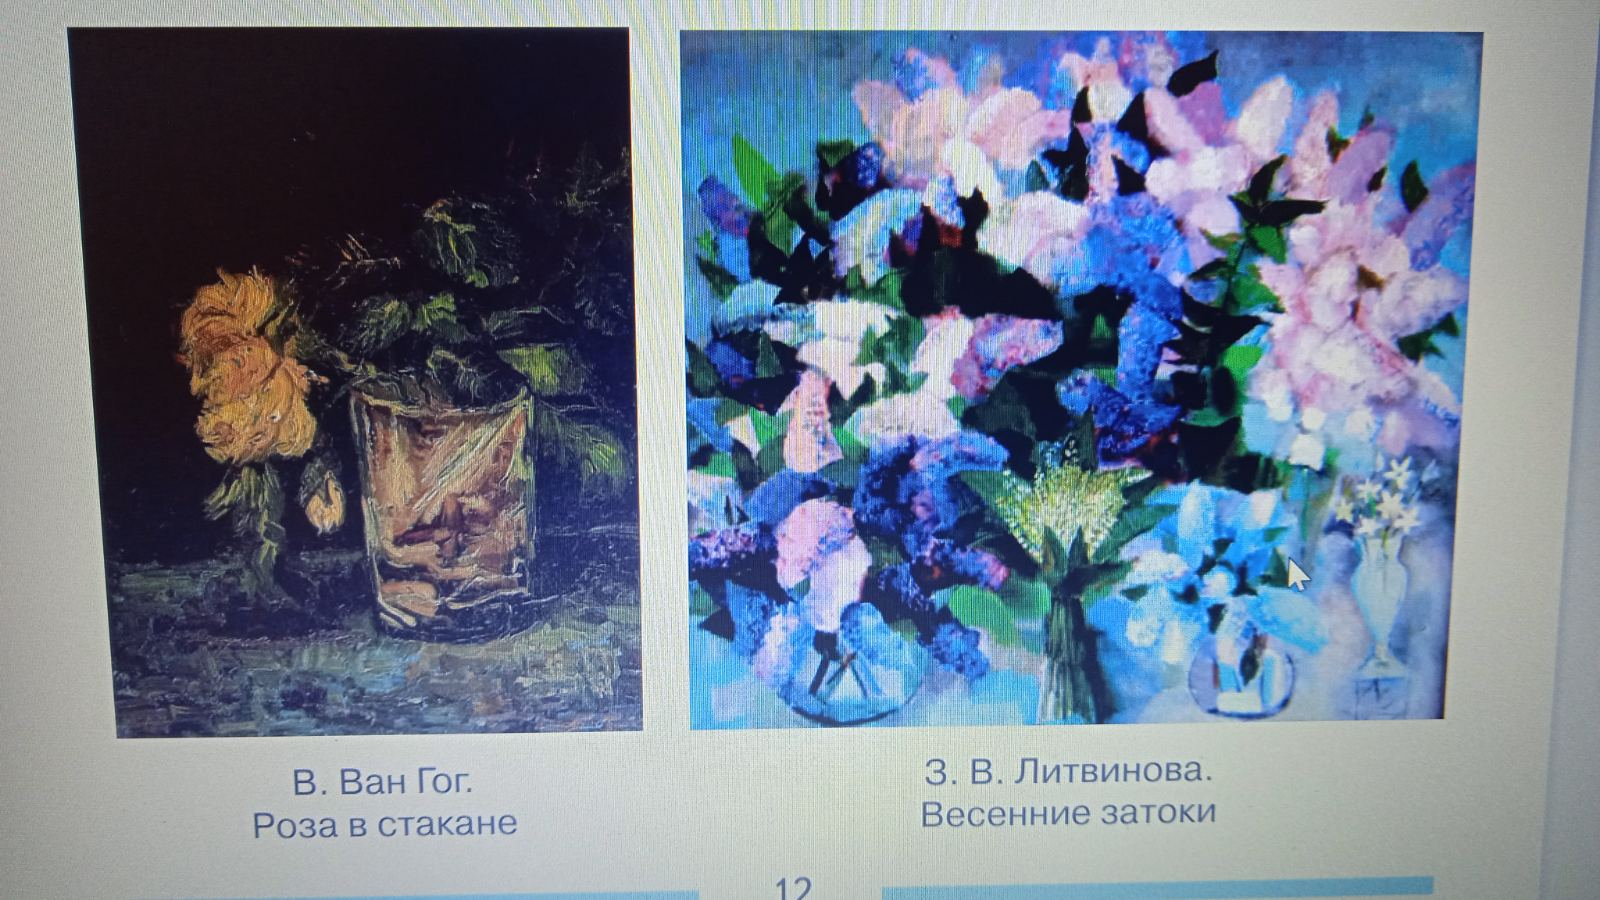 В. Ван Гог.
Роза в стакане
З. В. Литвинова.
Весенние затоки
12